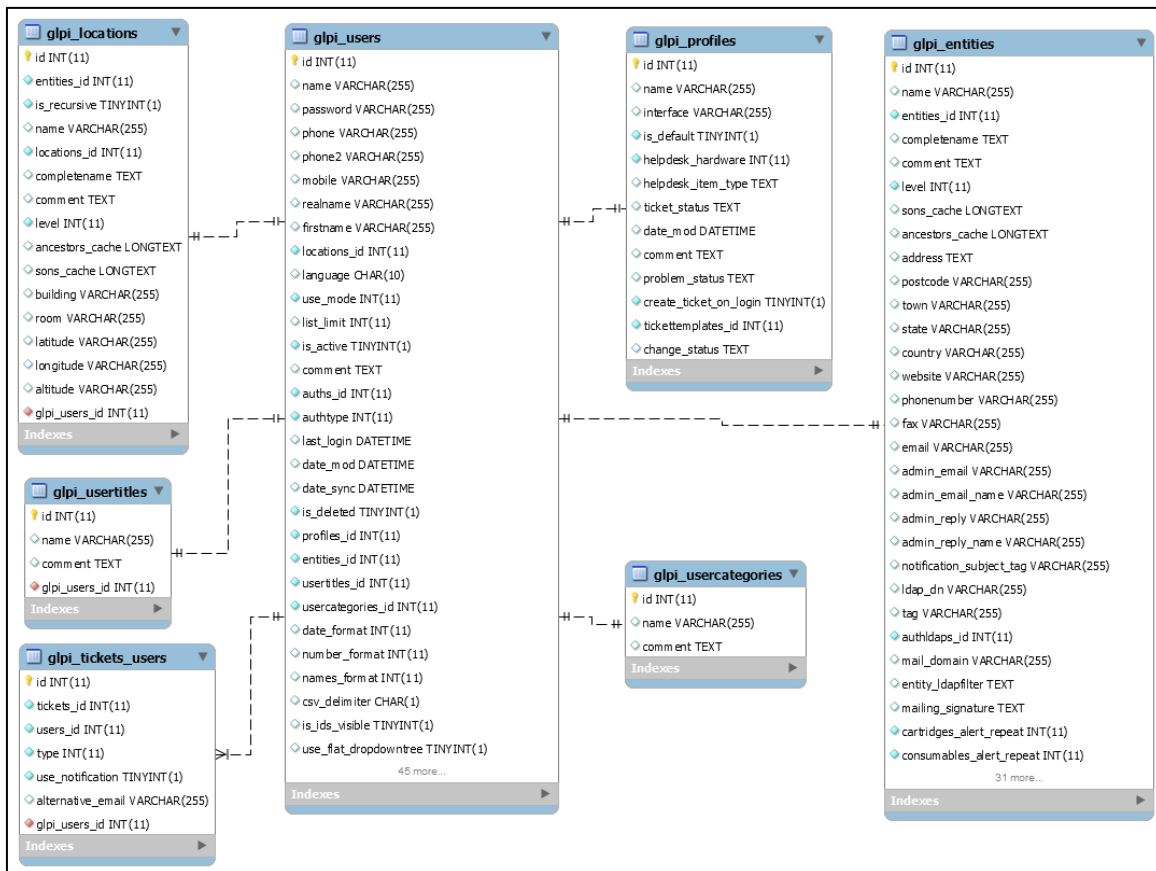 glpi_locations
id INT(11)
entities_id INT(11)
is_recursive TINYINT(1)
name VARCHAR(255)
locations_id INT(11)
completename TEXT
comment TEXT
level INT(11)
ancestors_cache LONGTEXT
sons_cache LONGTEXT
building VARCHAR(255)
room VARCHAR(255)
latitude VARCHAR(255)
longitude VARCHAR(255)
altitude VARCHAR(255)
glpi_users_id INT(11)
Indexes
glpi_usertitles
id INT(11)
name VARCHAR(255)
comment TEXT
glpi_users_id INT(11)
Indexes
glpi_tickets_users
id INT(11)
tickets_id INT(11)
users_id INT(11)
type INT(11)
use_notification TINYINT(1)
alternative_email VARCHAR(255)
glpi_users_id INT(11)
Indexes
glpi_users
id INT(11)
name VARCHAR(255)
password VARCHAR(255)
phone VARCHAR(255)
phone2 VARCHAR(255)
mobile VARCHAR(255)
realname VARCHAR(255)
firstname VARCHAR(255)
locations_id INT(11)
language CHAR(10)
use_mode INT(11)
list_limit INT(11)
is_active TINYINT(1)
comment TEXT
auths_id INT(11)
authtype INT(11)
last_login DATETIME
date_mod DATETIME
date_sync DATETIME
is_deleted TINYINT(1)
profiles_id INT(11)
entities_id INT(11)
usertitles_id INT(11)
usercategories_id INT(11)
date_format INT(11)
number_format INT(11)
names_format INT(11)
csv_delimiter CHAR(1)
is_ids_visible TINYINT(1)
use_flat_dropdowntree TINYINT(1)
45 more...
Indexes
glpi_profiles
id INT(11)
name VARCHAR(255)
interface VARCHAR(255)
is_default TINYINT(1)
helpdesk_hardware INT(11)
helpdesk_item_type TEXT
ticket_status TEXT
date_mod DATETIME
comment TEXT
problem_status TEXT
create_ticket_on_login TINYINT(1)
tickettemplates_id INT(11)
change_status TEXT
Indexes
glpi_usercategories
id INT(11)
name VARCHAR(255)
comment TEXT
Indexes
glpi_entities
id INT(11)
name VARCHAR(255)
entities_id INT(11)
completename TEXT
comment TEXT
level INT(11)
sons_cache LONGTEXT
ancestors_cache LONGTEXT
address TEXT
postcode VARCHAR(255)
town VARCHAR(255)
state VARCHAR(255)
country VARCHAR(255)
website VARCHAR(255)
phonenumber VARCHAR(255)
fax VARCHAR(255)
email VARCHAR(255)
admin_email VARCHAR(255)
admin_email_name VARCHAR(255)
admin_reply VARCHAR(255)
admin_reply_name VARCHAR(255)
notification_subject_tag VARCHAR(255)
ldap_dn VARCHAR(255)
tag VARCHAR(255)
authldaps_id INT(11)
mail_domain VARCHAR(255)
entity_ldapfilter TEXT
mailing_signature TEXT
cartridges_alert_repeat INT(11)
consumables_alert_repeat INT(11)
31 more...
Indexes